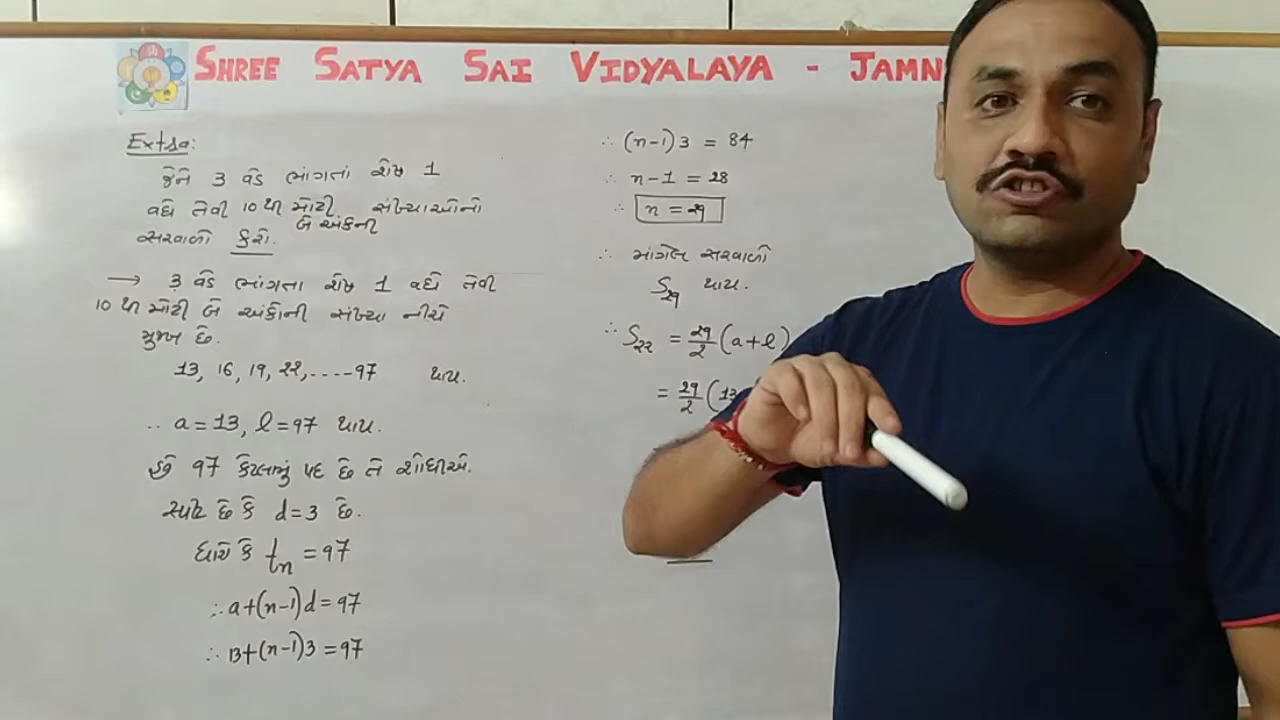 SHREE SATYA SAI VIDYALAYA - JAMN
Extra:
જેને 3 વડે ભાંગતાં શેષ 1
વધે તેવી 10 થી મોટી બે અંકની સંખ્યાઓનો
સરવાળો કરો.
→ 3 વડે ભાંગતા શેષ 1 વધે તેવી
10 થી મોટી બે અંકોની સંખ્યા નીચે
મુજબ છે.
13, 16, 19, 22, ....97 થાય.
∴ a = 13, l = 97 થાય.
હવે 97 કેટલામું પદ છે તે શોધીએ.
સ્પષ્ટ છે કે d = 3 છે.
ધારો કે tn = 97
∴ a+(n-1)d = 97
∴ 13+(n-1)3 = 97
∴ (n-1)3 = 84
∴ n-1 = 28
∴ n = 29
∴ માંગેલ સરવાળો
S29 થાય.
∴ S22 = 29/2 (a+l)
= 29/2 (13